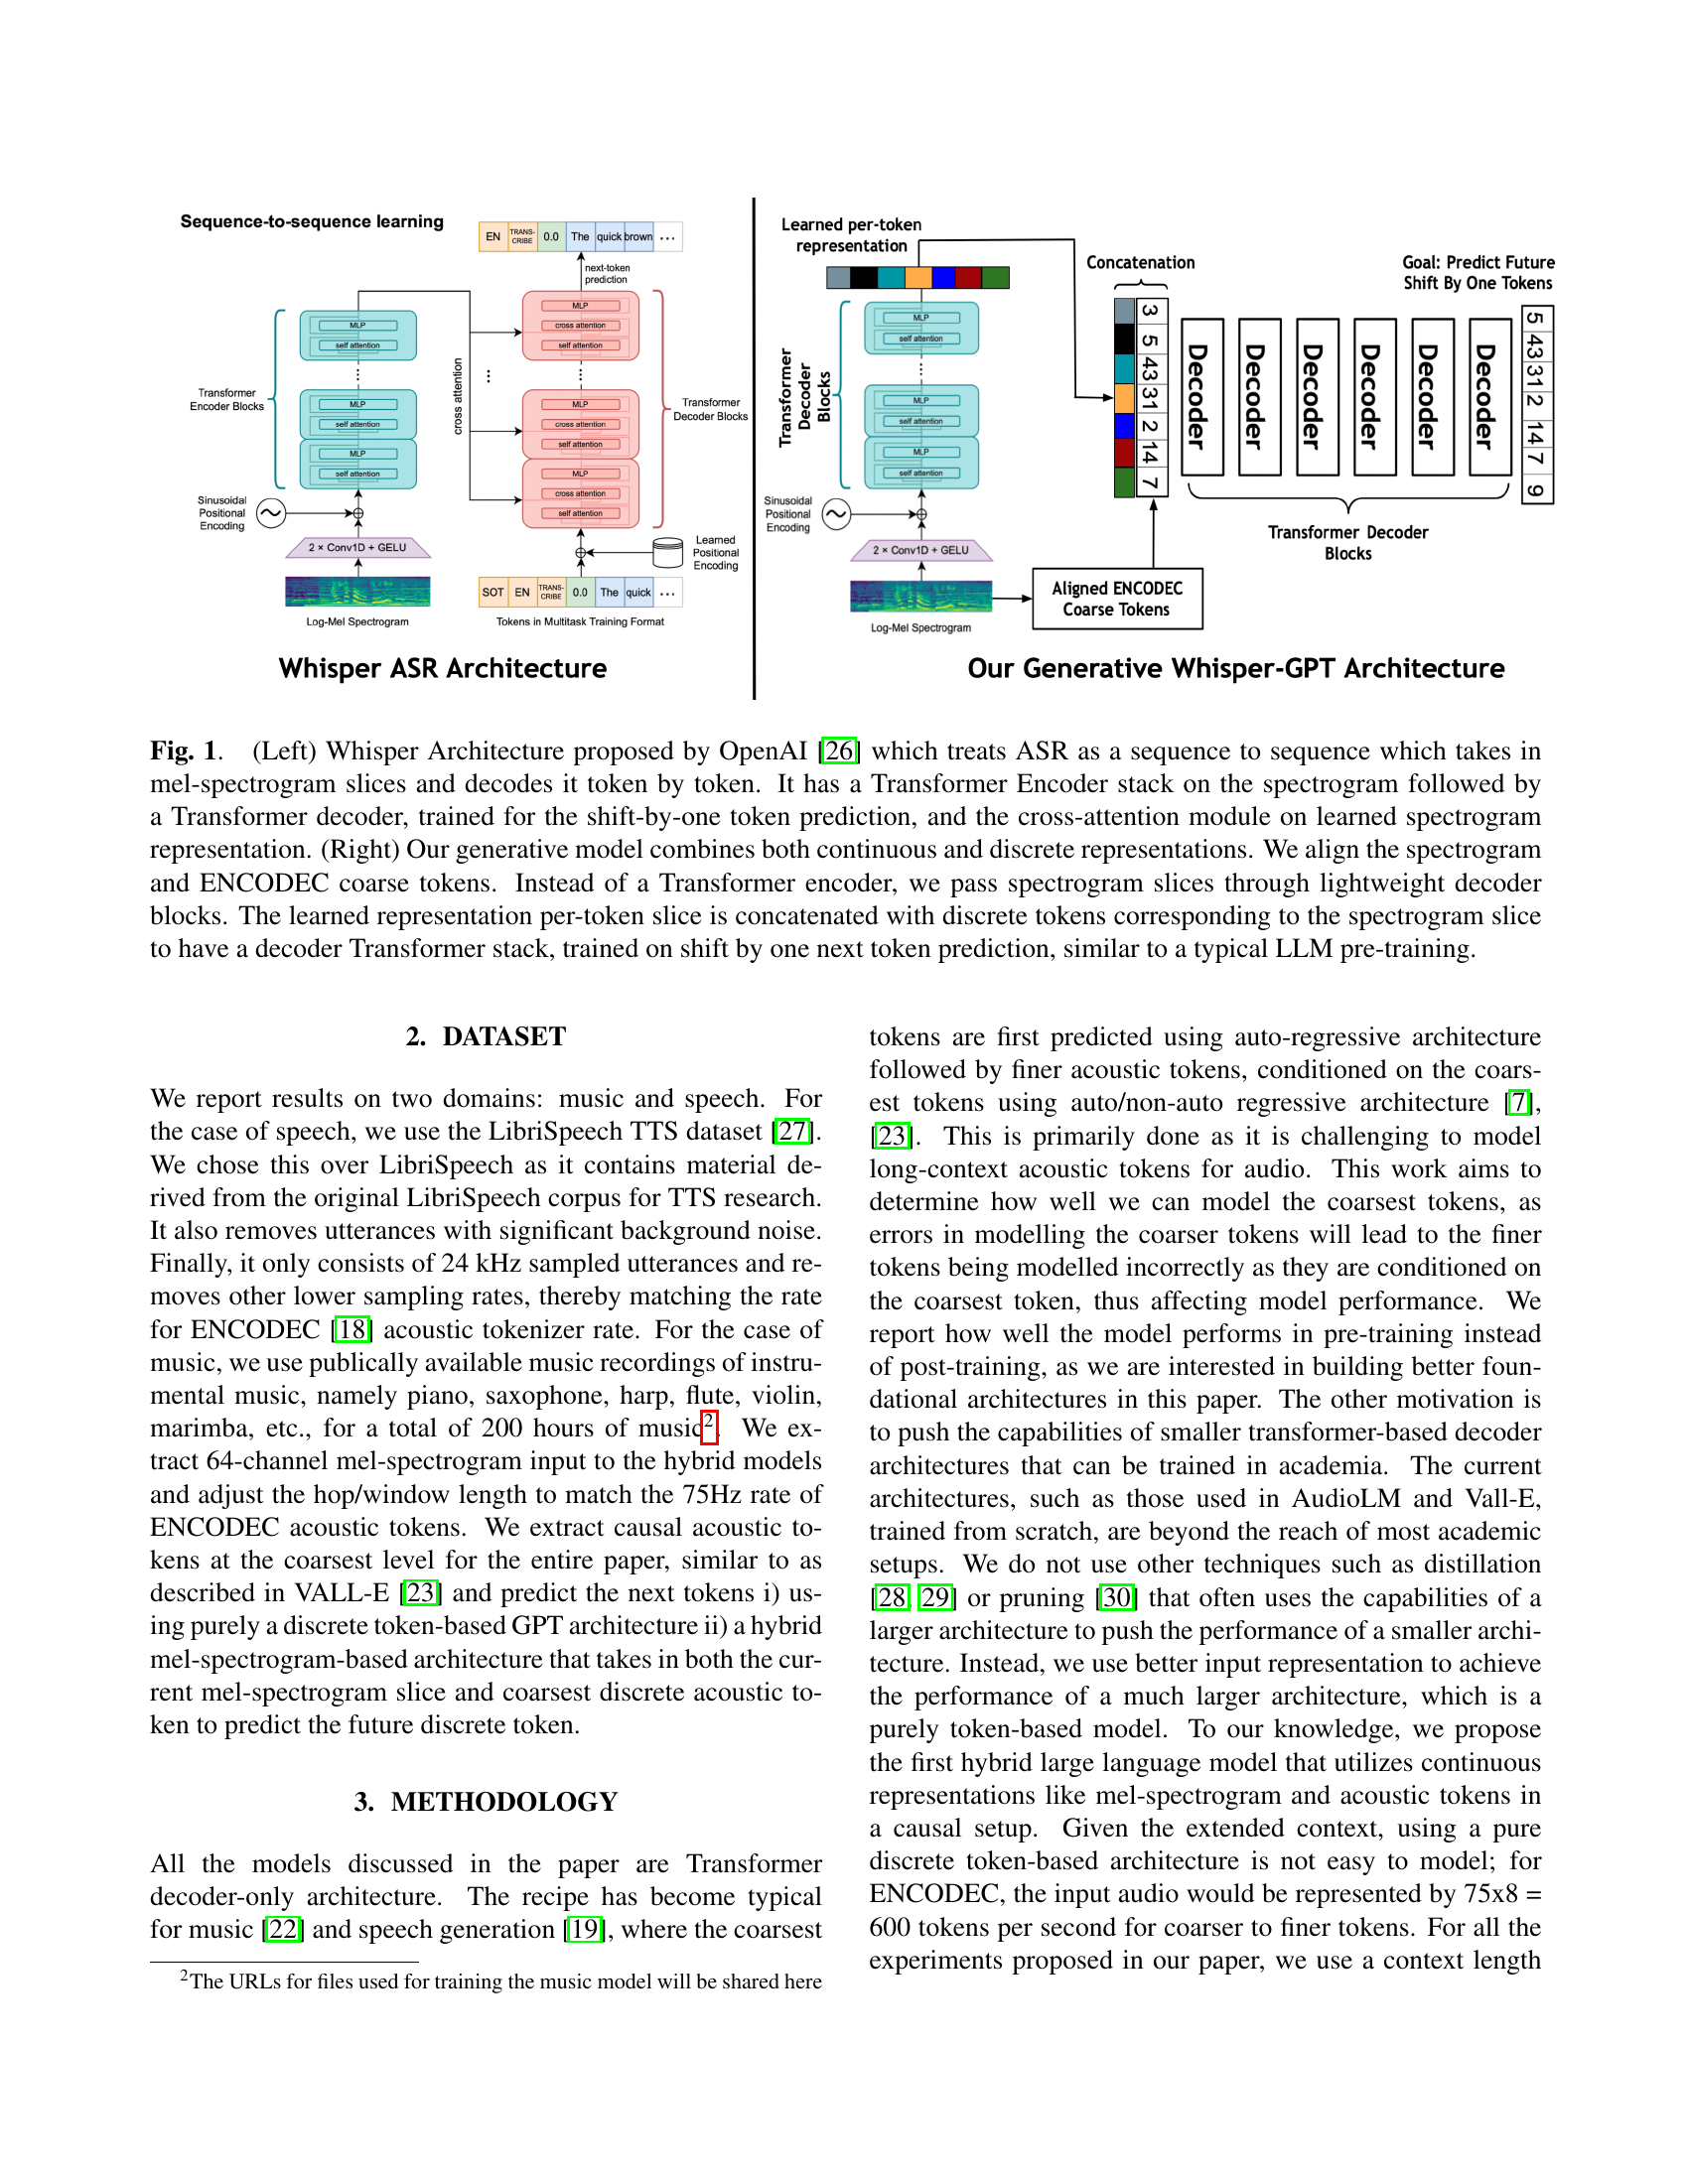 Sequence-to-sequence learning
EN TRANS-CRIBE 0.0 The quick brown ...
next-token
prediction
MLP
cross attention
self attention
...
MLP
cross attention
self attention
MLP
cross attention
self attention
Transformer
Decoder Blocks
cross attention
...
MLP
self attention
...
MLP
self attention
MLP
self attention
Transformer
Encoder Blocks
Sinusoidal
Positional
Encoding
2 × Conv1D + GELU
Log-Mel Spectrogram
Learned
Positional
Encoding
SOT EN TRANS-CRIBE 0.0 The quick ...
Tokens in Multitask Training Format
Whisper ASR Architecture
Learned per-token
representation
MLP
self attention
...
MLP
self attention
MLP
self attention
Transformer
Decoder
Blocks
Sinusoidal
Positional
Encoding
2 × Conv1D + GELU
Log-Mel Spectrogram
Aligned ENCODEC
Coarse Tokens
Concatenation
3 5 43 31 2 14 7
Decoder
Decoder
Decoder
Decoder
Decoder
Decoder
Transformer Decoder
Blocks
Goal: Predict Future
Shift By One Tokens
5 43 31 2 14 7 9
Our Generative Whisper-GPT Architecture
Fig. 1. (Left) Whisper Architecture proposed by OpenAI [26] which treats ASR as a sequence to sequence which takes in
mel-spectrogram slices and decodes it token by token. It has a Transformer Encoder stack on the spectrogram followed by
a Transformer decoder, trained for the shift-by-one token prediction, and the cross-attention module on learned spectrogram
representation. (Right) Our generative model combines both continuous and discrete representations. We align the spectrogram
and ENCODEC coarse tokens. Instead of a Transformer encoder, we pass spectrogram slices through lightweight decoder
blocks. The learned representation per-token slice is concatenated with discrete tokens corresponding to the spectrogram slice
to have a decoder Transformer stack, trained on shift by one next token prediction, similar to a typical LLM pre-training.
2. DATASET
We report results on two domains: music and speech. For
the case of speech, we use the LibriSpeech TTS dataset [27].
We chose this over LibriSpeech as it contains material de-
rived from the original LibriSpeech corpus for TTS research.
It also removes utterances with significant background noise.
Finally, it only consists of 24 kHz sampled utterances and re-
moves other lower sampling rates, thereby matching the rate
for ENCODEC [18] acoustic tokenizer rate. For the case of
music, we use publically available music recordings of instru-
mental music, namely piano, saxophone, harp, flute, violin,
marimba, etc., for a total of 200 hours of music2. We ex-
tract 64-channel mel-spectrogram input to the hybrid models
and adjust the hop/window length to match the 75Hz rate of
ENCODEC acoustic tokens. We extract causal acoustic to-
kens at the coarsest level for the entire paper, similar to as
described in VALL-E [23] and predict the next tokens i) us-
ing purely a discrete token-based GPT architecture ii) a hybrid
mel-spectrogram-based architecture that takes in both the cur-
rent mel-spectrogram slice and coarsest discrete acoustic to-
ken to predict the future discrete token.
3. METHODOLOGY
All the models discussed in the paper are Transformer
decoder-only architecture. The recipe has become typical
for music [22] and speech generation [19], where the coarsest
2The URLs for files used for training the music model will be shared here
tokens are first predicted using auto-regressive architecture
followed by finer acoustic tokens, conditioned on the coars-
est tokens using auto/non-auto regressive architecture [7],
[23]. This is primarily done as it is challenging to model
long-context acoustic tokens for audio. This work aims to
determine how well we can model the coarsest tokens, as
errors in modelling the coarser tokens will lead to the finer
tokens being modelled incorrectly as they are conditioned on
the coarsest token, thus affecting model performance. We
report how well the model performs in pre-training instead
of post-training, as we are interested in building better foun-
dational architectures in this paper. The other motivation is
to push the capabilities of smaller transformer-based decoder
architectures that can be trained in academia. The current
architectures, such as those used in AudioLM and Vall-E,
trained from scratch, are beyond the reach of most academic
setups. We do not use other techniques such as distillation
[28, 29] or pruning [30] that often uses the capabilities of a
larger architecture to push the performance of a smaller archi-
tecture. Instead, we use better input representation to achieve
the performance of a much larger architecture, which is a
purely token-based model. To our knowledge, we propose
the first hybrid large language model that utilizes continuous
representations like mel-spectrogram and acoustic tokens in
a causal setup. Given the extended context, using a pure
discrete token-based architecture is not easy to model; for
ENCODEC, the input audio would be represented by 75x8 =
600 tokens per second for coarser to finer tokens. For all the
experiments proposed in our paper, we use a context length